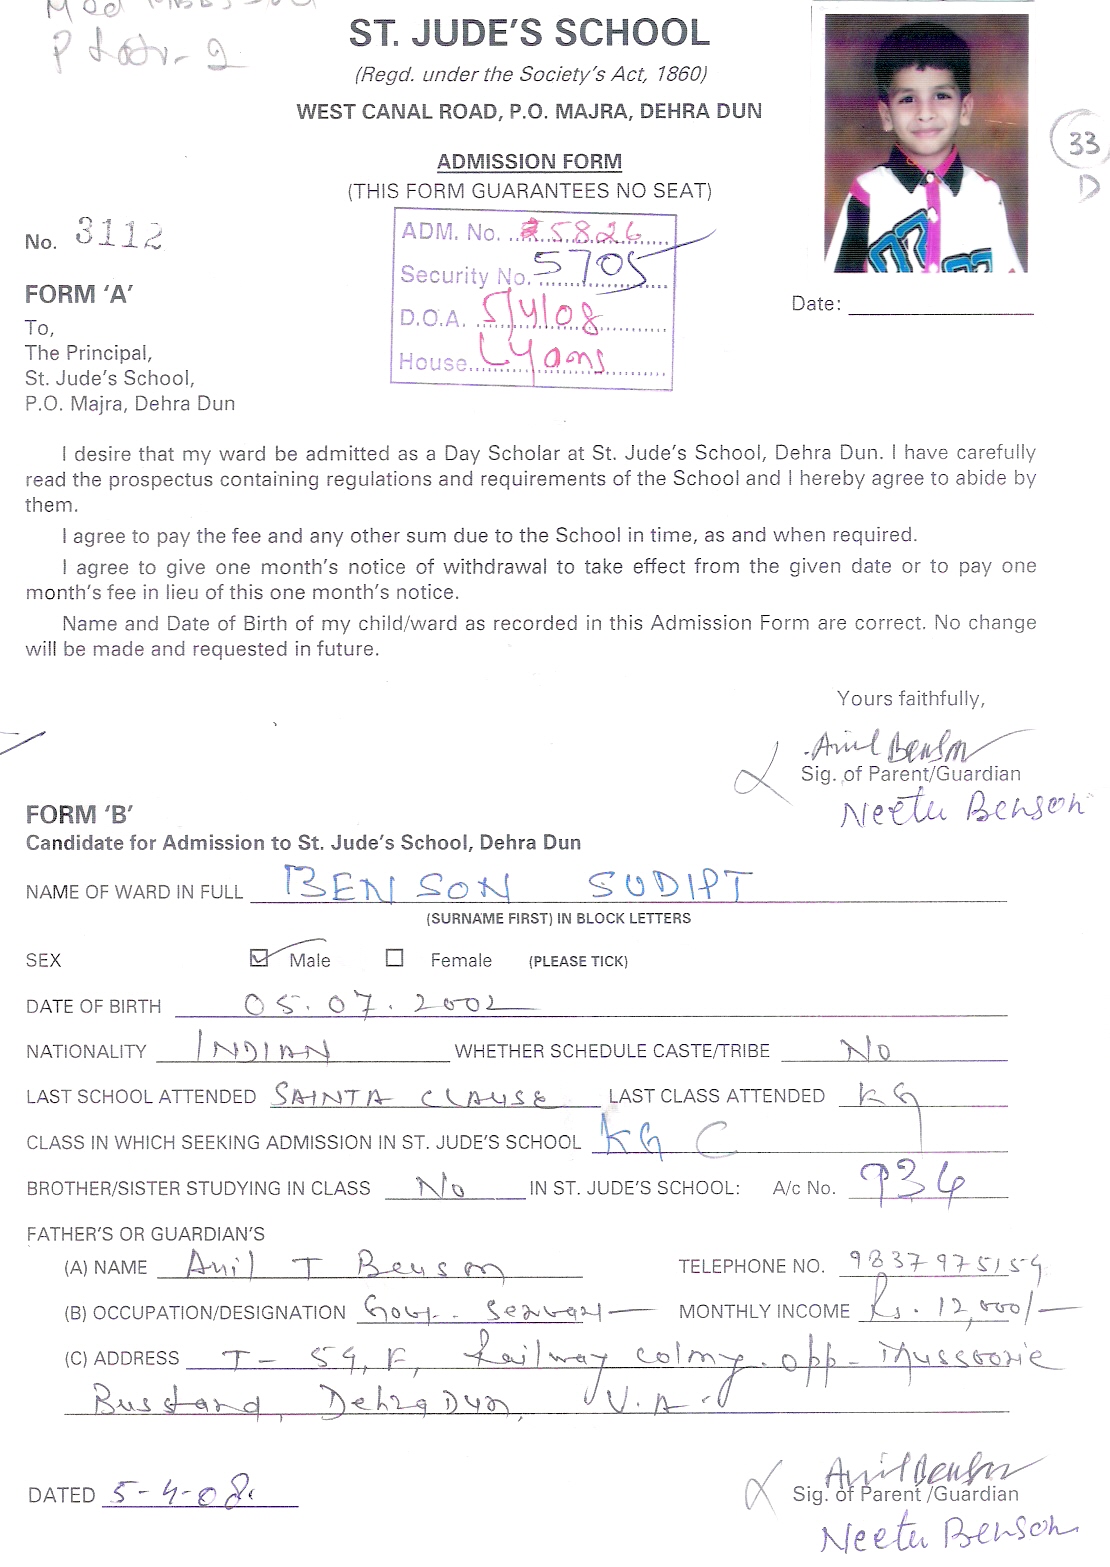 ST. JUDE'S SCHOOL
(Regd. under the Society's Act, 1860)
WEST CANAL ROAD, P.O. MAJRA, DEHRA DUN
33
D
ADMISSION FORM
(THIS FORM GUARANTEES NO SEAT)
No. 3112
ADM. No. 5826
Security No. 5705
D.O.A. 5/4/08
House Lyons
FORM 'A'
Date:
To,
The Principal,
St. Jude's School,
P.O. Majra, Dehra Dun
I desire that my ward be admitted as a Day Scholar at St. Jude's School, Dehra Dun. I have carefully
read the prospectus containing regulations and requirements of the School and I hereby agree to abide by
them.
I agree to pay the fee and any other sum due to the School in time, as and when required.
I agree to give one month's notice of withdrawal to take effect from the given date or to pay one
month's fee in lieu of this one month's notice.
Name and Date of Birth of my child/ward as recorded in this Admission Form are correct. No change
will be made and requested in future.
Yours faithfully,
Anil Benson
Sig. of Parent/Guardian
Neetu Benson
FORM 'B'
Candidate for Admission to St. Jude's School, Dehra Dun
NAME OF WARD IN FULL BENSON SUDIPT
(SURNAME FIRST) IN BLOCK LETTERS
SEX Male Female (PLEASE TICK)
DATE OF BIRTH 05.07.2002
NATIONALITY INDIAN WHETHER SCHEDULE CASTE/TRIBE No
LAST SCHOOL ATTENDED SAINTA CLAUSE LAST CLASS ATTENDED KG
CLASS IN WHICH SEEKING ADMISSION IN ST. JUDE'S SCHOOL KG C
BROTHER/SISTER STUDYING IN CLASS No IN ST. JUDE'S SCHOOL: A/c No. 934
FATHER'S OR GUARDIAN'S
(A) NAME Anil T Benson TELEPHONE NO. 9837975159
(B) OCCUPATION/DESIGNATION Govt. Servant MONTHLY INCOME Rs. 12,000/-
(C) ADDRESS T-59, F, Railway colony. opp- Mussoorie
Busstand, DehraDun, U.A.
DATED 5-4-08.
Anil Benson
Sig. of Parent /Guardian
Neetu Benson